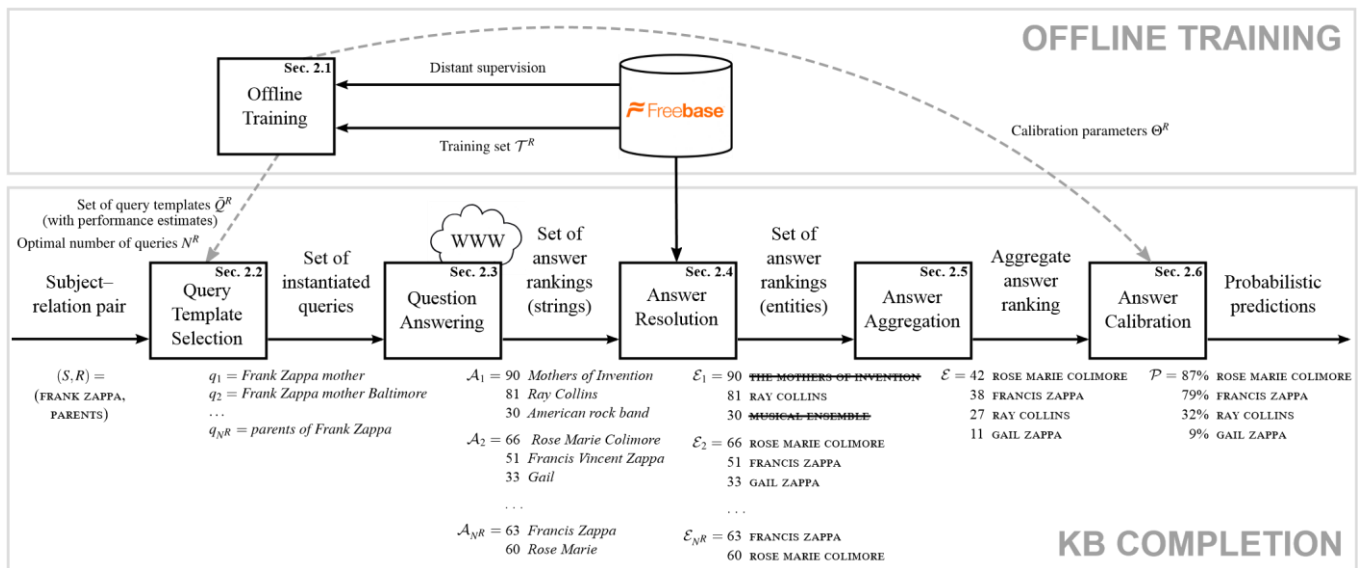 OFFLINE TRAINING
Sec. 2.1
Offline
Training
Distant supervision
Training set 𝒯^R
Freebase
Calibration parameters Θ^R
Set of query templates Q̄^R
(with performance estimates)
Optimal number of queries N^R
Subject–
relation pair
Sec. 2.2
Query
Template
Selection
Set of
instantiated
queries
WWW
Sec. 2.3
Question
Answering
Set of
answer
rankings
(strings)
Sec. 2.4
Answer
Resolution
Set of
answer
rankings
(entities)
Sec. 2.5
Answer
Aggregation
Aggregate
answer
ranking
Sec. 2.6
Answer
Calibration
Probabilistic
predictions
(S,R) =
(FRANK ZAPPA,
PARENTS)
q₁ = Frank Zappa mother
q₂ = Frank Zappa mother Baltimore
...
q_{N^R} = parents of Frank Zappa
𝒜₁ = 90 Mothers of Invention
81 Ray Collins
30 American rock band
𝒜₂ = 66 Rose Marie Colimore
51 Francis Vincent Zappa
33 Gail
...
𝒜_{N^R} = 63 Francis Zappa
60 Rose Marie
ℰ₁ = 90 THE MOTHERS OF INVENTION
81 RAY COLLINS
30 MUSICAL ENSEMBLE
ℰ₂ = 66 ROSE MARIE COLIMORE
51 FRANCIS ZAPPA
33 GAIL ZAPPA
...
ℰ_{N^R} = 63 FRANCIS ZAPPA
60 ROSE MARIE COLIMORE
ℰ = 42 ROSE MARIE COLIMORE
38 FRANCIS ZAPPA
27 RAY COLLINS
11 GAIL ZAPPA
𝒫 = 87% ROSE MARIE COLIMORE
79% FRANCIS ZAPPA
32% RAY COLLINS
9% GAIL ZAPPA
KB COMPLETION